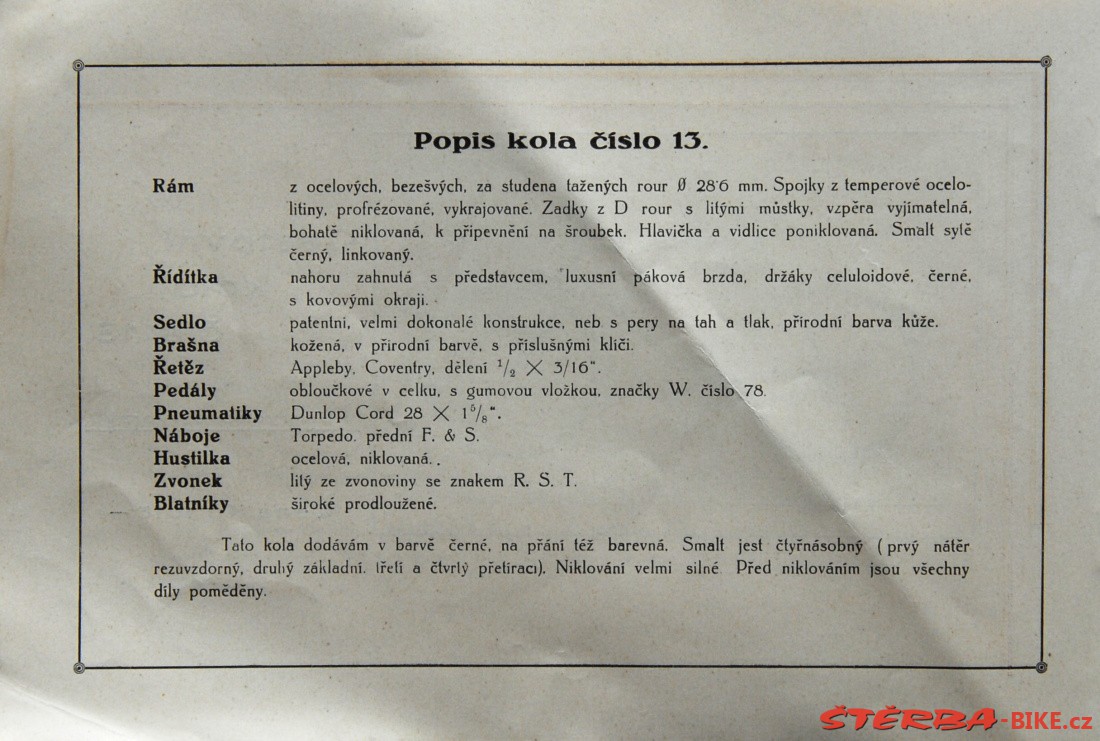 Popis kola číslo 13.
Rám z ocelových, bezešvých, za studena tažených rour Ø 28·6 mm. Spojky z temperové ocelo-
litiny, profrézované, vykrajované. Zadky z D rour s litými můstky, vzpěra vyjímatelná,
bohatě niklovaná, k připevnění na šroubek. Hlavička a vidlice poniklovaná. Smalt sytě
černý, linkovaný.
Řídítka nahoru zahnutá s představcem, luxusní páková brzda, držáky celuloidové, černé,
s kovovými okraji.
Sedlo patentni, velmi dokonalé konstrukce, neb s pery na tah a tlak, přírodní barva kůže.
Brašna kožená, v přírodní barvě, s příslušnými klíči.
Řetěz Appleby, Coventry, dělení 1/2 X 3/16".
Pedály obloučkové v celku, s gumovou vložkou, značky W. číslo 78.
Pneumatiky Dunlop Cord 28 X 1 5/8".
Náboje Torpedo. přední F. & S.
Hustilka ocelová, niklovaná..
Zvonek litý ze zvonoviny se znakem R. S. T.
Blatníky široké prodloužené.
Tato kola dodávám v barvě černé, na přání též barevná. Smalt jest čtyřnásobný (prvý nátěr
rezuvzdorný, druhý základní. třetí a čtvrtý přetírací). Niklování velmi silné. Před niklováním jsou všechny
díly poměděny.
ŠTĚRBA-BIKE.cz